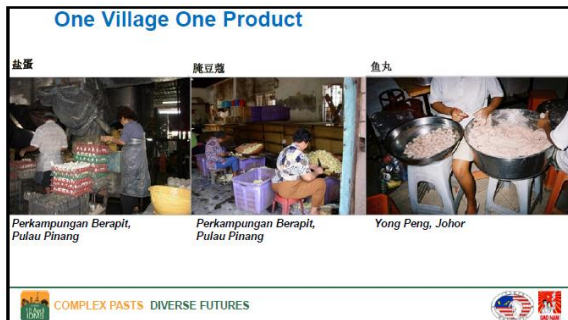 One Village One Product
盐蛋
腌豆蔻
鱼丸
Perkampungan Berapit,
Pulau Pinang
Perkampungan Berapit,
Pulau Pinang
Yong Peng, Johor
COMPLEX PASTS DIVERSE FUTURES